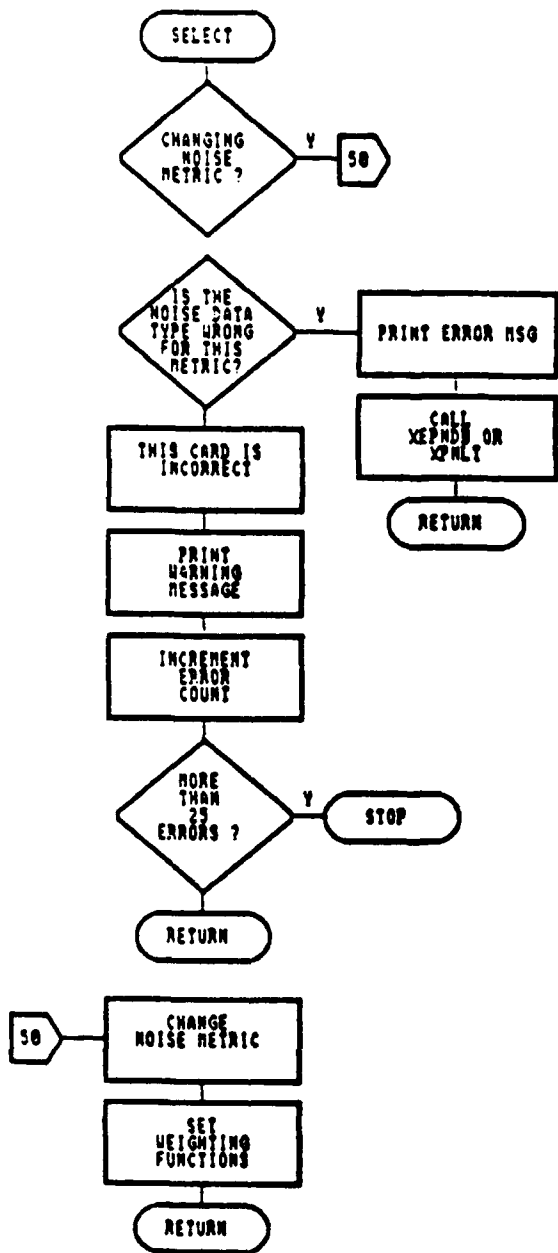 SELECT
CHANGING
NOISE
METRIC ?
Y
50
IS THE
NOISE DATA
TYPE WRONG
FOR THIS
METRIC?
Y
PRINT ERROR MSG
CALL
XEPNDB OR
XPNLT
RETURN
THIS CARD IS
INCORRECT
PRINT
WARNING
MESSAGE
INCREMENT
ERROR
COUNT
MORE
THAN
25
ERRORS ?
Y
STOP
RETURN
50
CHANGE
NOISE METRIC
SET
WEIGHTING
FUNCTIONS
RETURN